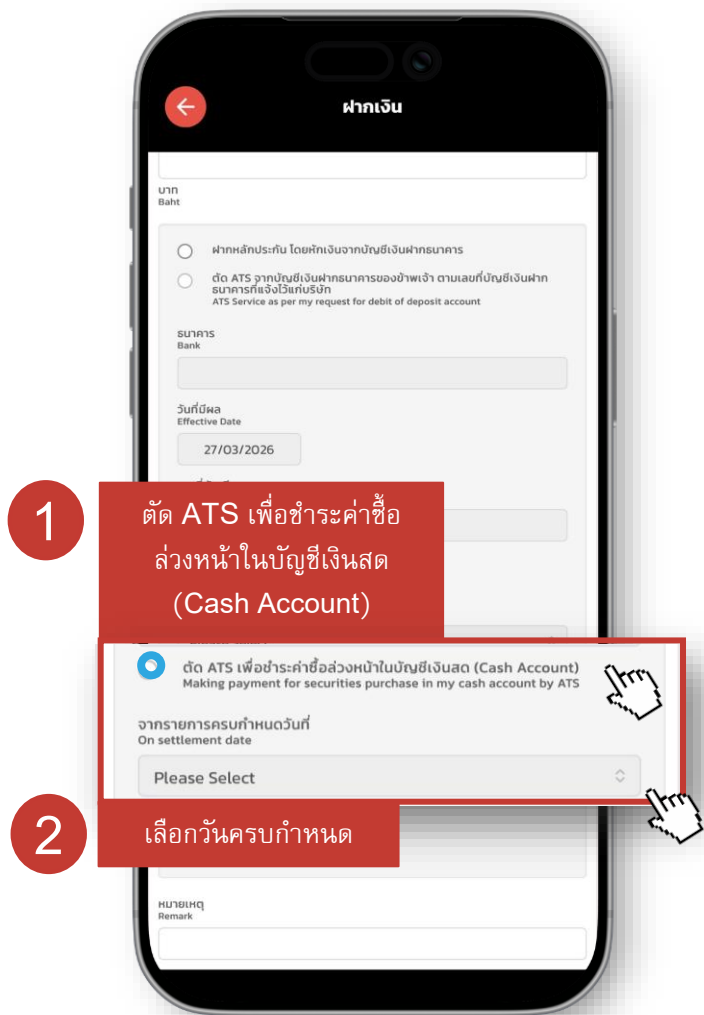 ฝากเงิน
บาท
Baht
ฝากหลักประกัน โดยหักเงินจากบัญชีเงินฝากธนาคาร
ตัด ATS จากบัญชีเงินฝากธนาคารของข้าพเจ้า ตามเลขที่บัญชีเงินฝาก
ธนาคารที่แจ้งไว้แก่บริษัท
ATS Service as per my request for debit of deposit account
ธนาคาร
Bank
วันที่มีผล
Effective Date
27/03/2026
1
ตัด ATS เพื่อชำระค่าซื้อ
ล่วงหน้าในบัญชีเงินสด
(Cash Account)
ตัด ATS เพื่อชำระค่าซื้อล่วงหน้าในบัญชีเงินสด (Cash Account)
Making payment for securities purchase in my cash account by ATS
จากรายการครบกำหนดวันที่
On settlement date
Please Select
2
เลือกวันครบกำหนด
หมายเหตุ
Remark